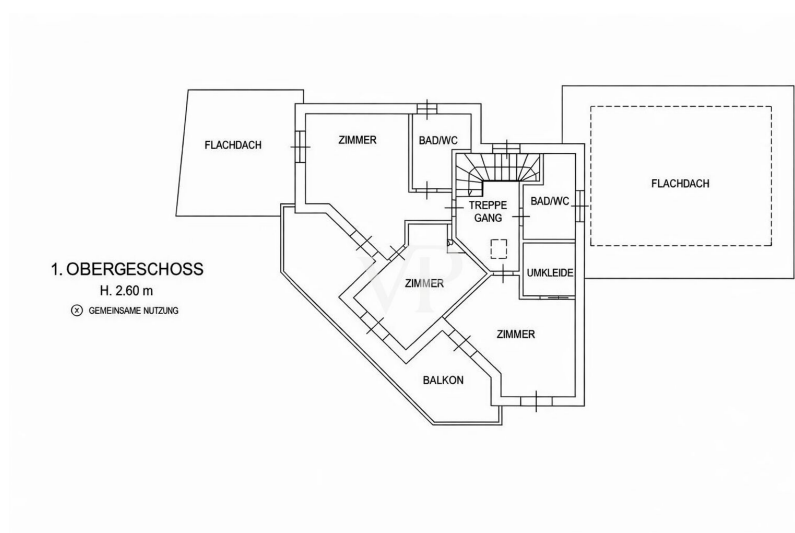 FLACHDACH
ZIMMER
BAD/WC
FLACHDACH
TREPPE
GANG
BAD/WC
1. OBERGESCHOSS
H. 2.60 m
X GEMEINSAME NUTZUNG
UMKLEIDE
ZIMMER
VP
ZIMMER
BALKON